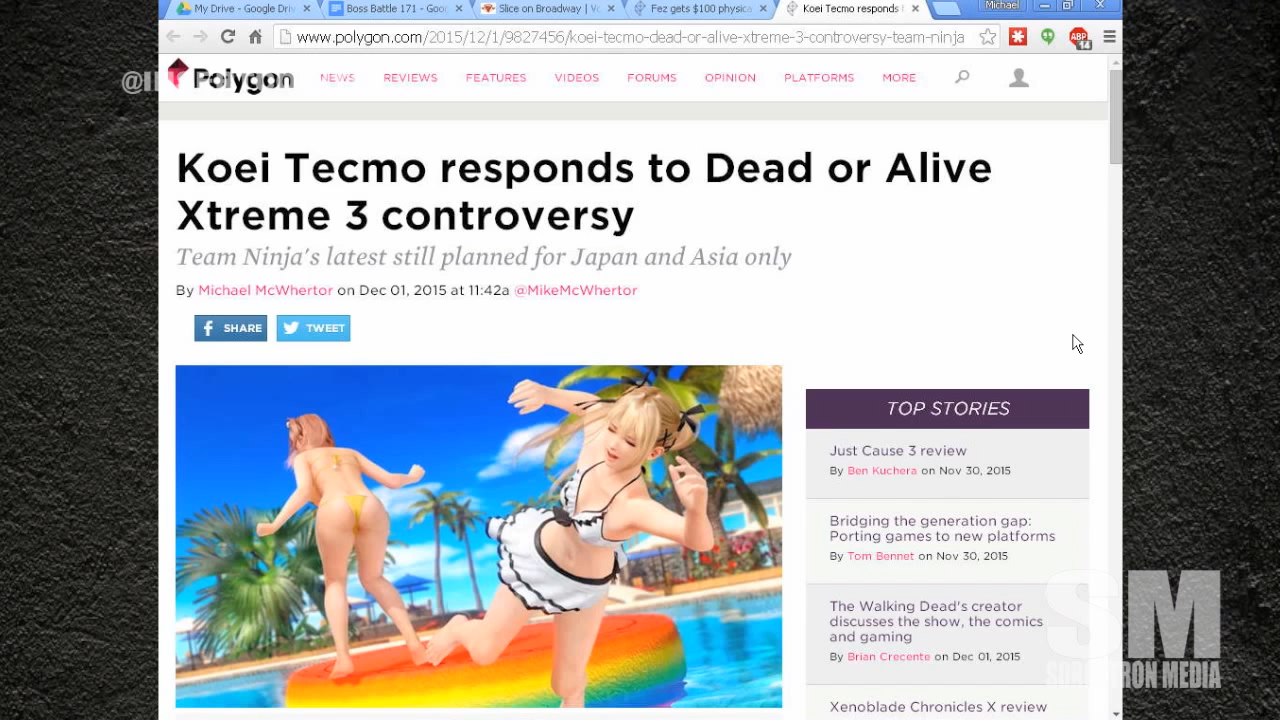 My Drive - Google Driv
Boss Battle 171 - Goo
Slice on Broadway | V
Fez gets $100 physica
Koei Tecmo responds t
Michael
www.polygon.com/2015/12/1/9827456/koei-tecmo-dead-or-alive-xtreme-3-controversy-team-ninja
ABP
14
Polygon
NEWS
REVIEWS
FEATURES
VIDEOS
FORUMS
OPINION
PLATFORMS
MORE
Koei Tecmo responds to Dead or Alive
Xtreme 3 controversy
Team Ninja's latest still planned for Japan and Asia only
By Michael McWhertor on Dec 01, 2015 at 11:42a @MikeMcWhertor
SHARE
TWEET
TOP STORIES
Just Cause 3 review
By Ben Kuchera on Nov 30, 2015
Bridging the generation gap:
Porting games to new platforms
By Tom Bennet on Nov 30, 2015
The Walking Dead's creator
discusses the show, the comics
and gaming
By Brian Crecente on Dec 01, 2015
Xenoblade Chronicles X review
SM
MEDIA